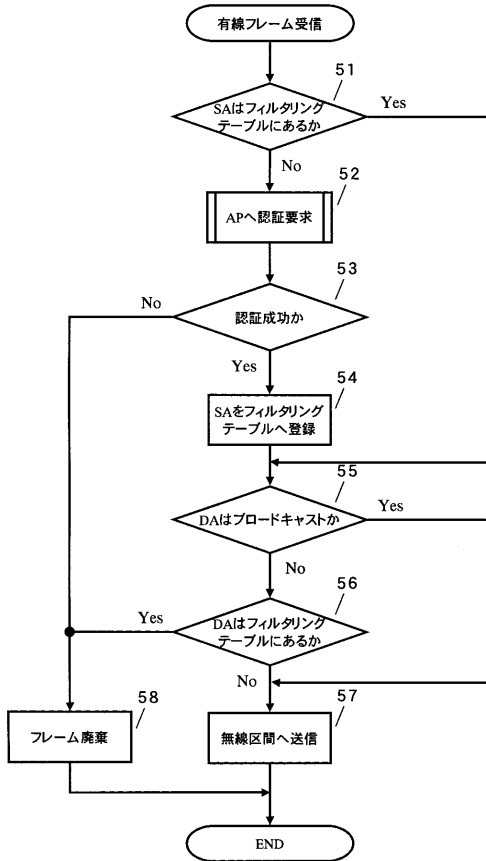 有線フレーム受信
51
SAはフィルタリング
テーブルにあるか
Yes
No
52
APへ認証要求
53
No
認証成功か
Yes
54
SAをフィルタリング
テーブルへ登録
55
DAはブロードキャストか
Yes
No
56
Yes
DAはフィルタリング
テーブルにあるか
No
57
58
フレーム廃棄
無線区間へ送信
END